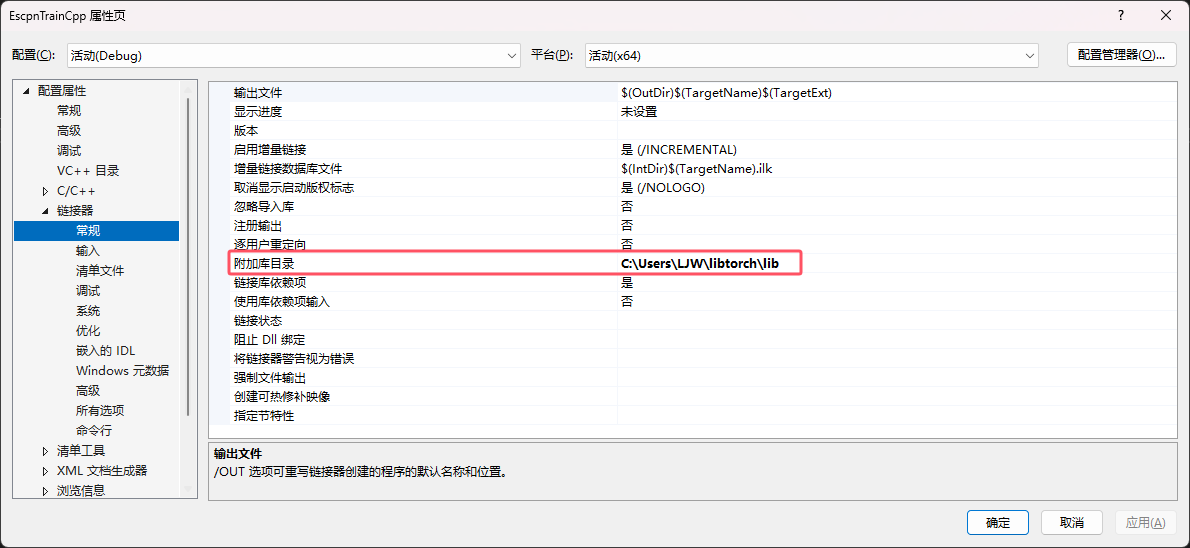 EscpnTrainCpp 属性页
?
配置(C):
活动(Debug)
平台(P):
活动(x64)
配置管理器(O)...
配置属性
常规
高级
调试
VC++ 目录
C/C++
链接器
常规
输入
清单文件
调试
系统
优化
嵌入的 IDL
Windows 元数据
高级
所有选项
命令行
清单工具
XML 文档生成器
浏览信息
输出文件 $(OutDir)$(TargetName)$(TargetExt)
显示进度 未设置
版本
启用增量链接 是 (/INCREMENTAL)
增量链接数据库文件 $(IntDir)$(TargetName).ilk
取消显示启动版权标志 是 (/NOLOGO)
忽略导入库 否
注册输出 否
逐用户重定向 否
附加库目录 C:\Users\LJW\libtorch\lib
链接库依赖项 是
使用库依赖项输入 否
链接状态
阻止 Dll 绑定
将链接器警告视为错误
强制文件输出
创建可热修补映像
指定节特性
输出文件
/OUT 选项可重写链接器创建的程序的默认名称和位置。
确定
取消
应用(A)